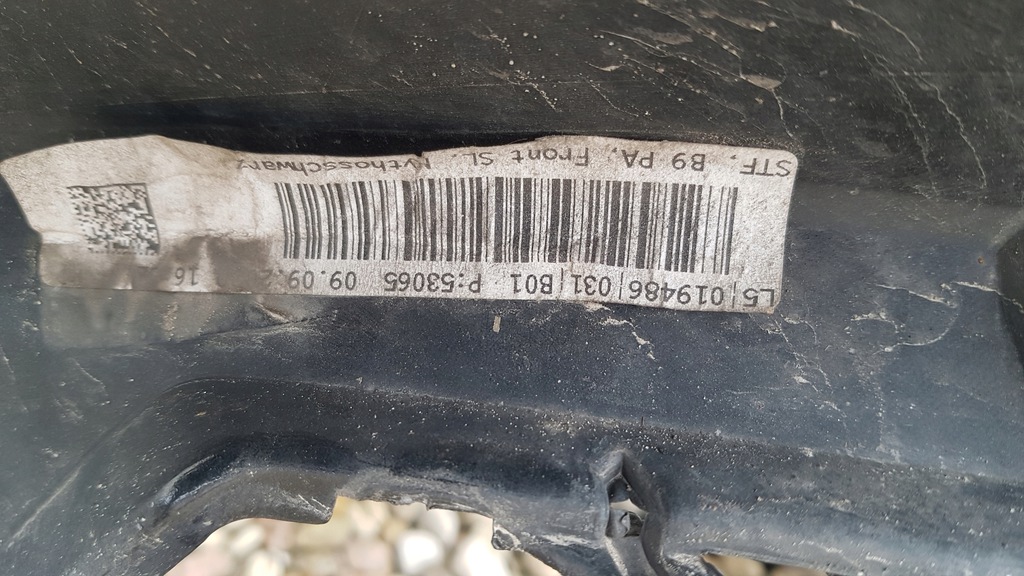 STF. B9 PA, Front SL. Mythosschwarz
L5|019486|031|B01 P:53065 09.09. 16